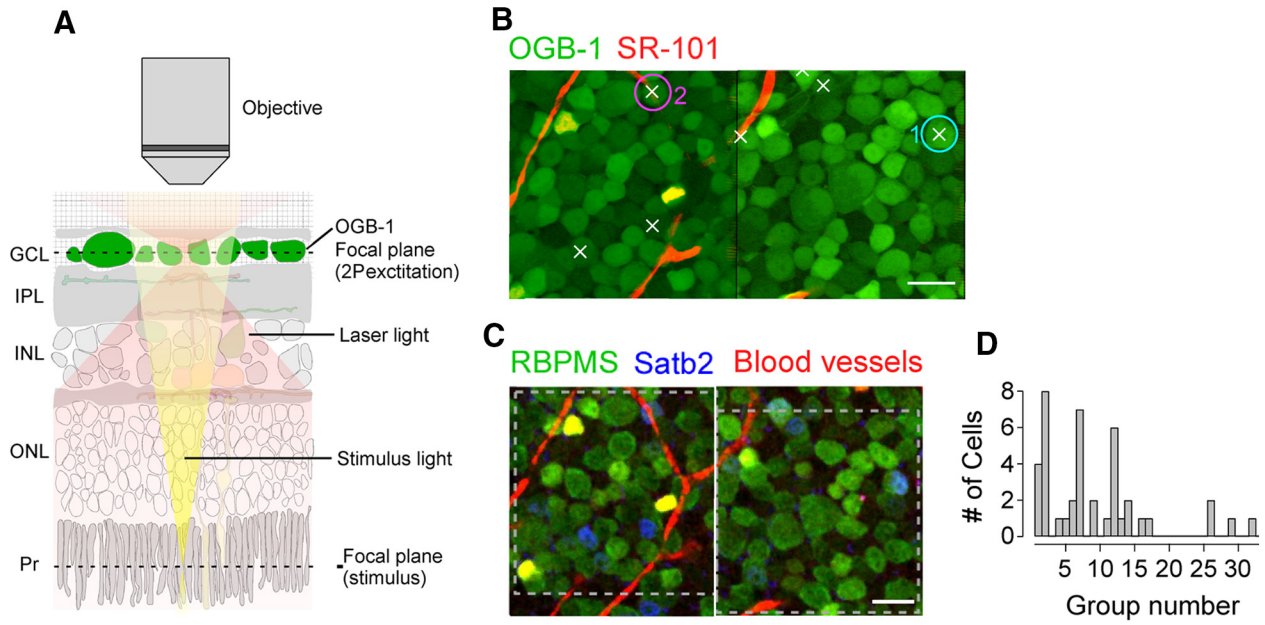 A
Objective
OGB-1
Focal plane
(2Pexctitation)
GCL
IPL
Laser light
INL
ONL
Stimulus light
Pr
Focal plane
(stimulus)
B
OGB-1 SR-101
2
1
C
RBPMS Satb2 Blood vessels
D
# of Cells
8
6
4
2
0
5 10 15 20 25 30
Group number